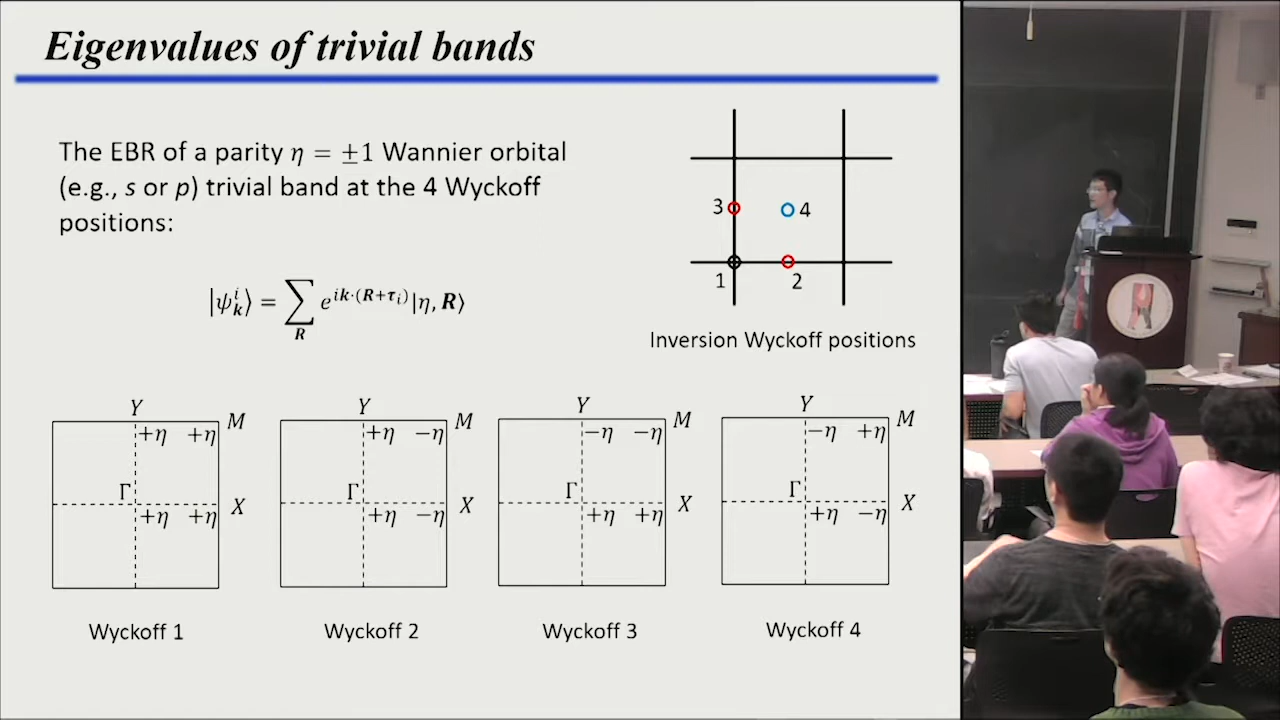 Eigenvalues of trivial bands
The EBR of a parity η = ±1 Wannier orbital
(e.g., s or p) trivial band at the 4 Wyckoff
positions:
|ψ_k^i⟩ = ∑_R e^{ik·(R+τ_i)}|η, R⟩
3
4
1
2
Inversion Wyckoff positions
Y
+η +η M
Γ
+η +η X
Wyckoff 1
Y
+η −η M
Γ
+η −η X
Wyckoff 2
Y
−η −η M
Γ
+η +η X
Wyckoff 3
Y
−η +η M
Γ
+η −η X
Wyckoff 4